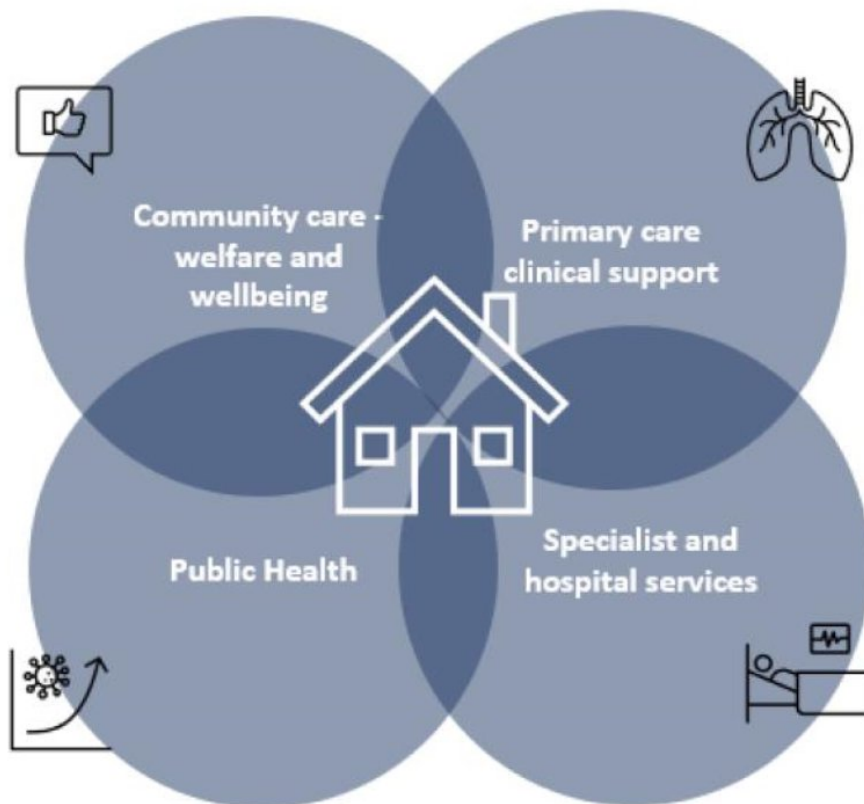 Community care -
welfare and
wellbeing
Primary care
clinical support
Public Health
Specialist and
hospital services